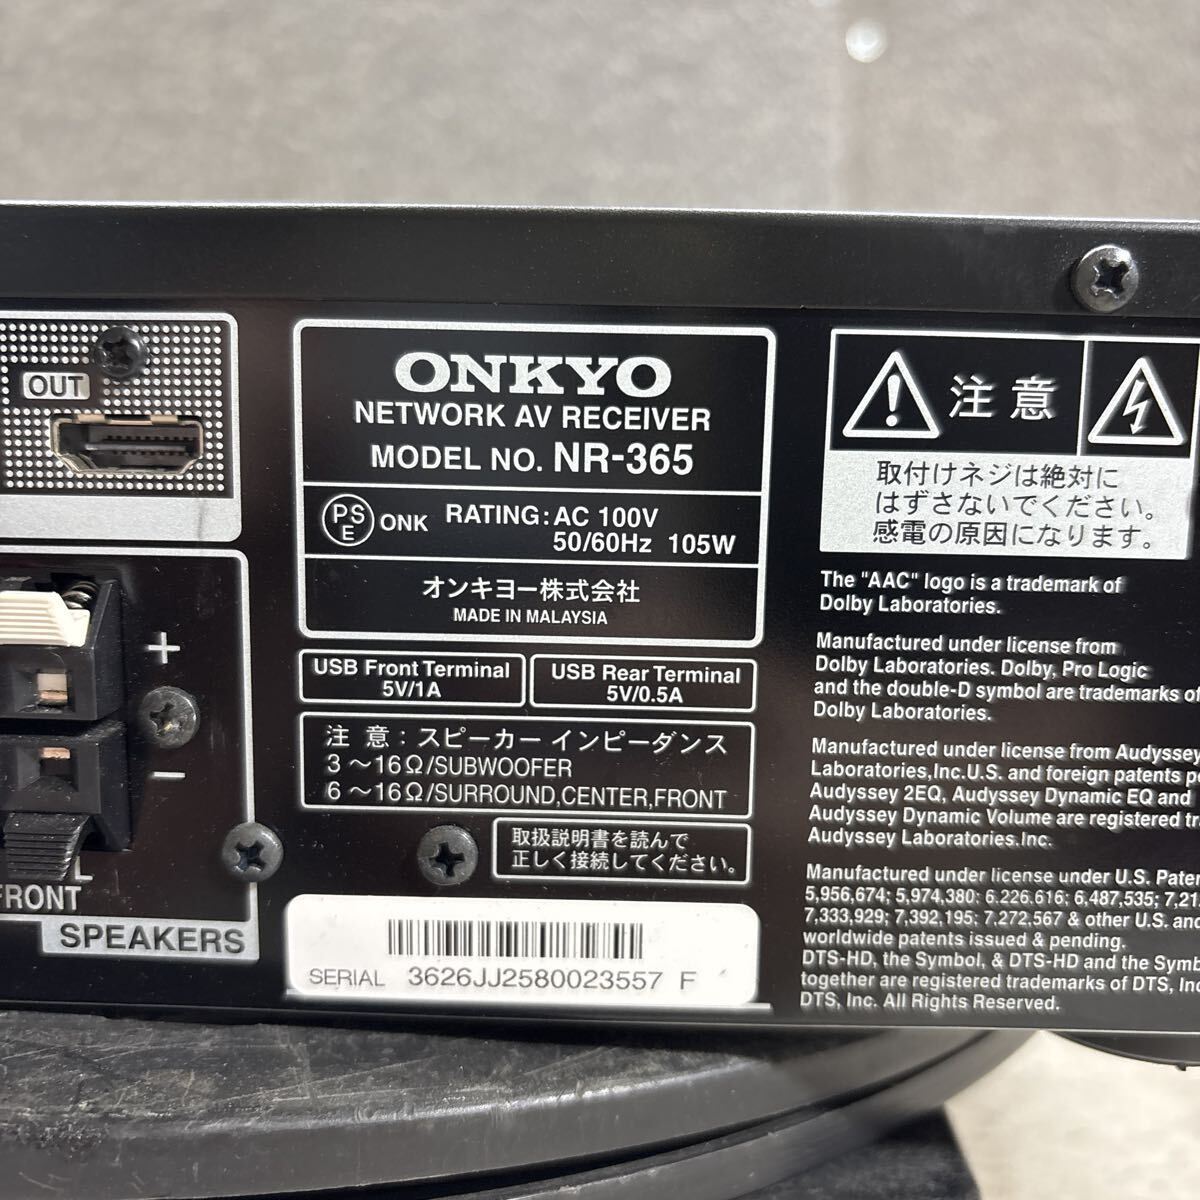 OUT
+
−
L
FRONT
SPEAKERS
ONKYO
NETWORK AV RECEIVER
MODEL NO. NR-365
PS
E
ONK
RATING: AC 100V
50/60Hz 105W
オンキヨー株式会社
MADE IN MALAYSIA
USB Front Terminal
5V/1A
USB Rear Terminal
5V/0.5A
注 意 : スピーカー インピーダンス
3 ～16Ω/SUBWOOFER
6 ～16Ω/SURROUND,CENTER,FRONT
取扱説明書を読んで
正しく接続してください。
SERIAL 3626JJ2580023557 F
注 意
取付けネジは絶対に
はずさないでください。
感電の原因になります。
The "AAC" logo is a trademark of
Dolby Laboratories.
Manufactured under license from
Dolby Laboratories. Dolby, Pro Logic
and the double-D symbol are trademarks of
Dolby Laboratories.
Manufactured under license from Audyssey
Laboratories,Inc.U.S. and foreign patents
Audyssey 2EQ, Audyssey Dynamic EQ and
Audyssey Dynamic Volume are registered
Audyssey Laboratories.Inc.
Manufactured under license under U.S.
5,956,674; 5,974,380: 6.226.616; 6,487,535;
7,333,929; 7,392,195: 7.272.567 & other U.S. and
worldwide patents issued & pending.
DTS-HD, the Symbol, & DTS-HD and the
together are registered trademarks of DTS,
DTS, Inc. All Rights Reserved.